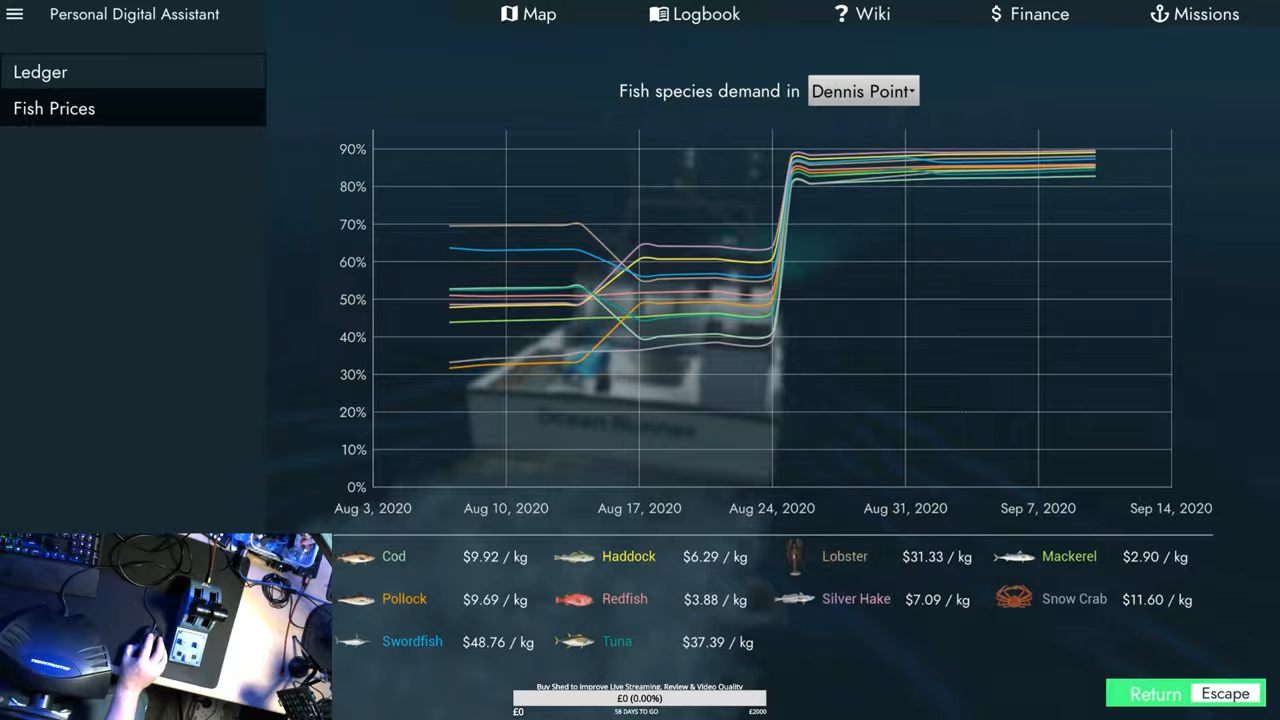 Personal Digital Assistant
Map
Logbook
? Wiki
$ Finance
Missions
Ledger
Fish Prices
Fish species demand in Dennis Point
90%
80%
70%
60%
50%
40%
30%
20%
10%
0%
Aug 3, 2020 Aug 10, 2020 Aug 17, 2020 Aug 24, 2020 Aug 31, 2020 Sep 7, 2020 Sep 14, 2020
Cod $9.92 / kg Haddock $6.29 / kg Lobster $31.33 / kg Mackerel $2.90 / kg
Pollock $9.69 / kg Redfish $3.88 / kg Silver Hake $7.09 / kg Snow Crab $11.60 / kg
Swordfish $48.76 / kg Tuna $37.39 / kg
Buy Shed to improve Live Streaming, Review & Video Quality
£0 (0.00%)
£0 58 DAYS TO GO £2000
Return Escape
Ocean Runner
THRUSTMASTER